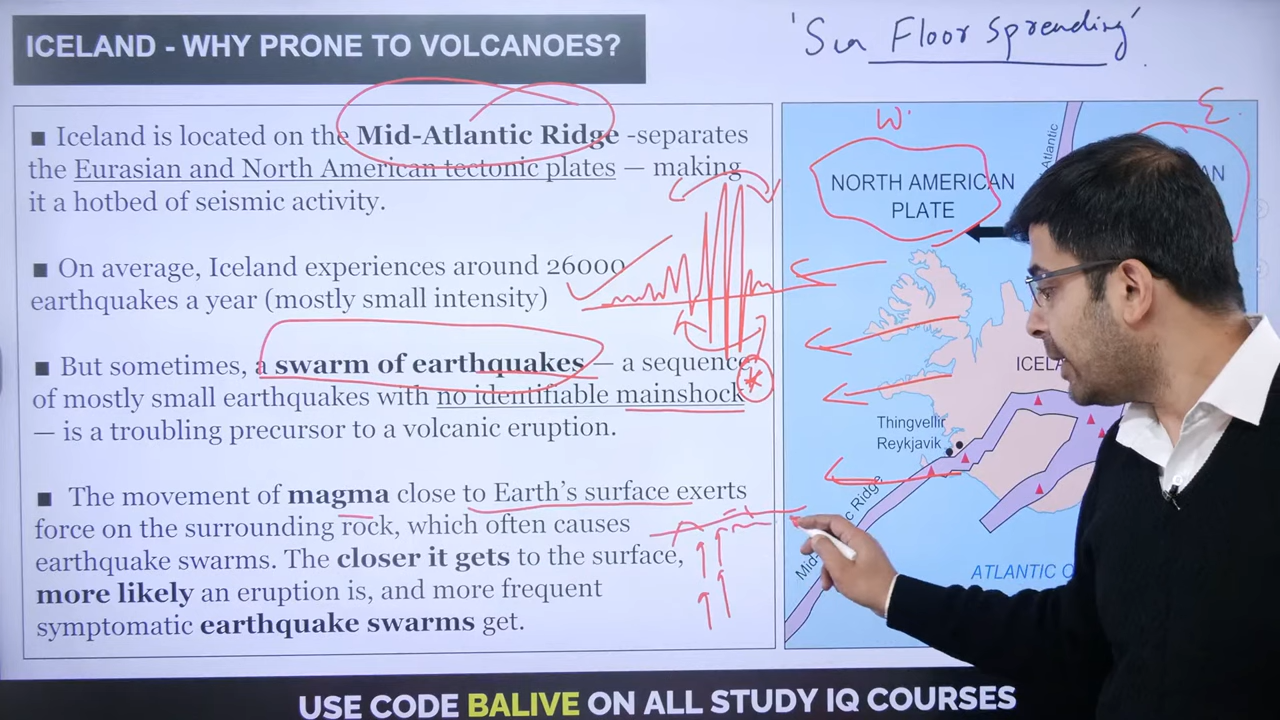 ICELAND - WHY PRONE TO VOLCANOES?
'Sea Floor Spreading'
■ Iceland is located on the Mid-Atlantic Ridge -separates
the Eurasian and North American tectonic plates — making
it a hotbed of seismic activity.
■ On average, Iceland experiences around 26000
earthquakes a year (mostly small intensity)
■ But sometimes, a swarm of earthquakes — a sequence
of mostly small earthquakes with no identifiable mainshock
— is a troubling precursor to a volcanic eruption.
■ The movement of magma close to Earth's surface exerts
force on the surrounding rock, which often causes
earthquake swarms. The closer it gets to the surface,
more likely an eruption is, and more frequent
symptomatic earthquake swarms get.
W.
E.
NORTH AMERICAN
PLATE
AN
Atlantic
ICELA
Thingvellir
Reykjavik
Mid-
c Ridge
ATLANTIC O
USE CODE BALIVE ON ALL STUDY IQ COURSES